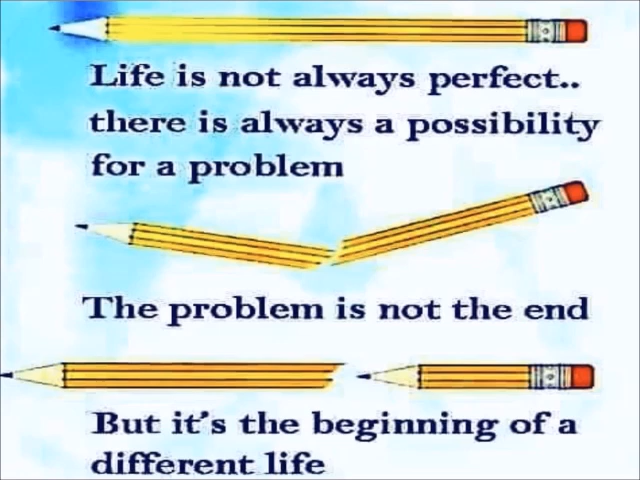 Life is not always perfect..
there is always a possibility
for a problem
The problem is not the end
But it's the beginning of a
different life